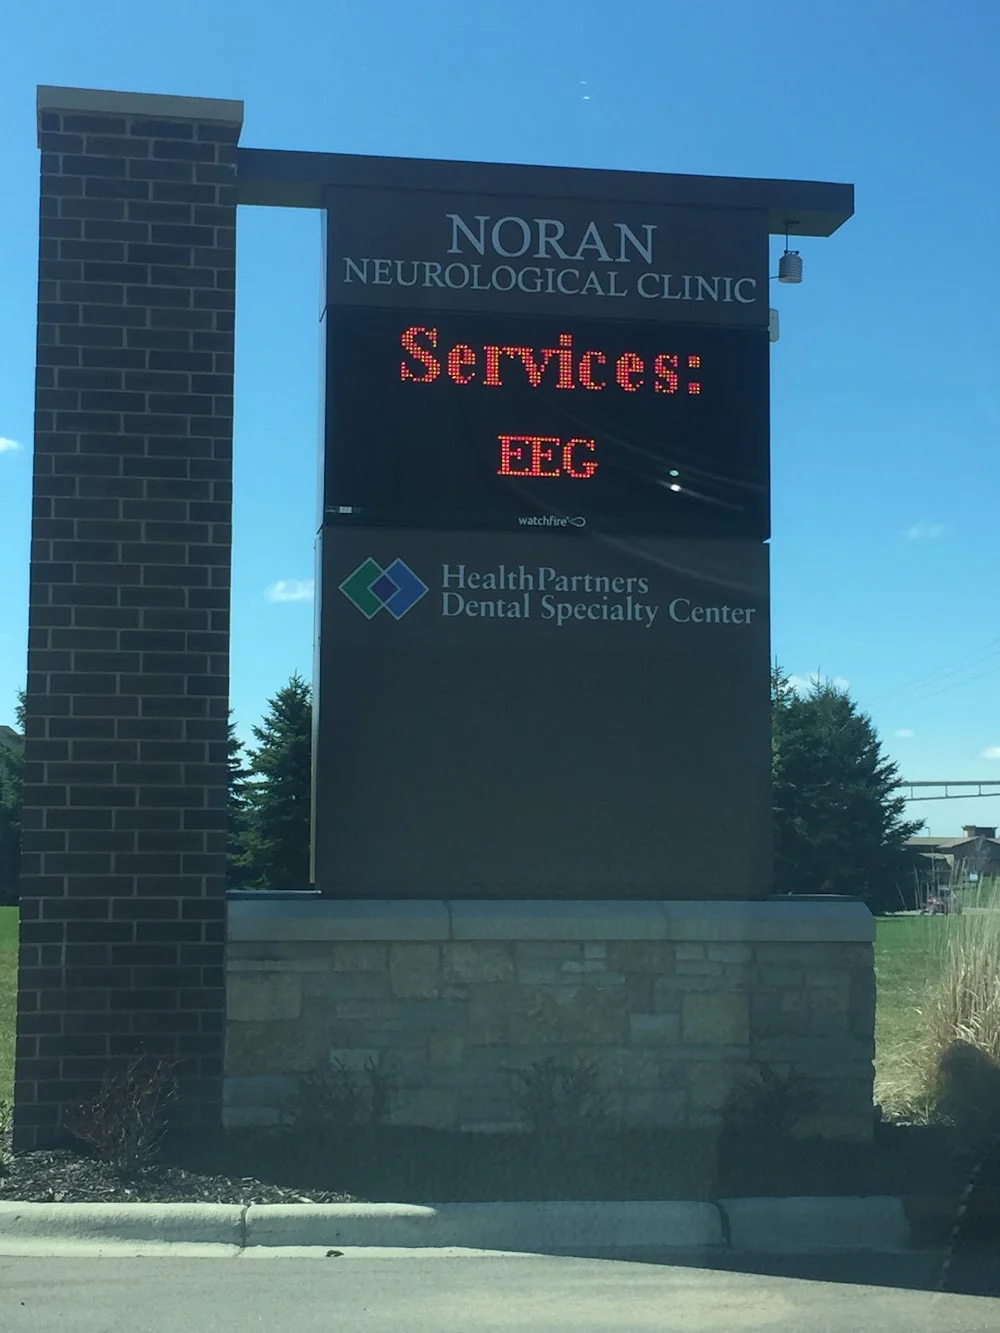 NORAN
NEUROLOGICAL CLINIC
Services:
EEG
watchfire
HealthPartners
Dental Specialty Center